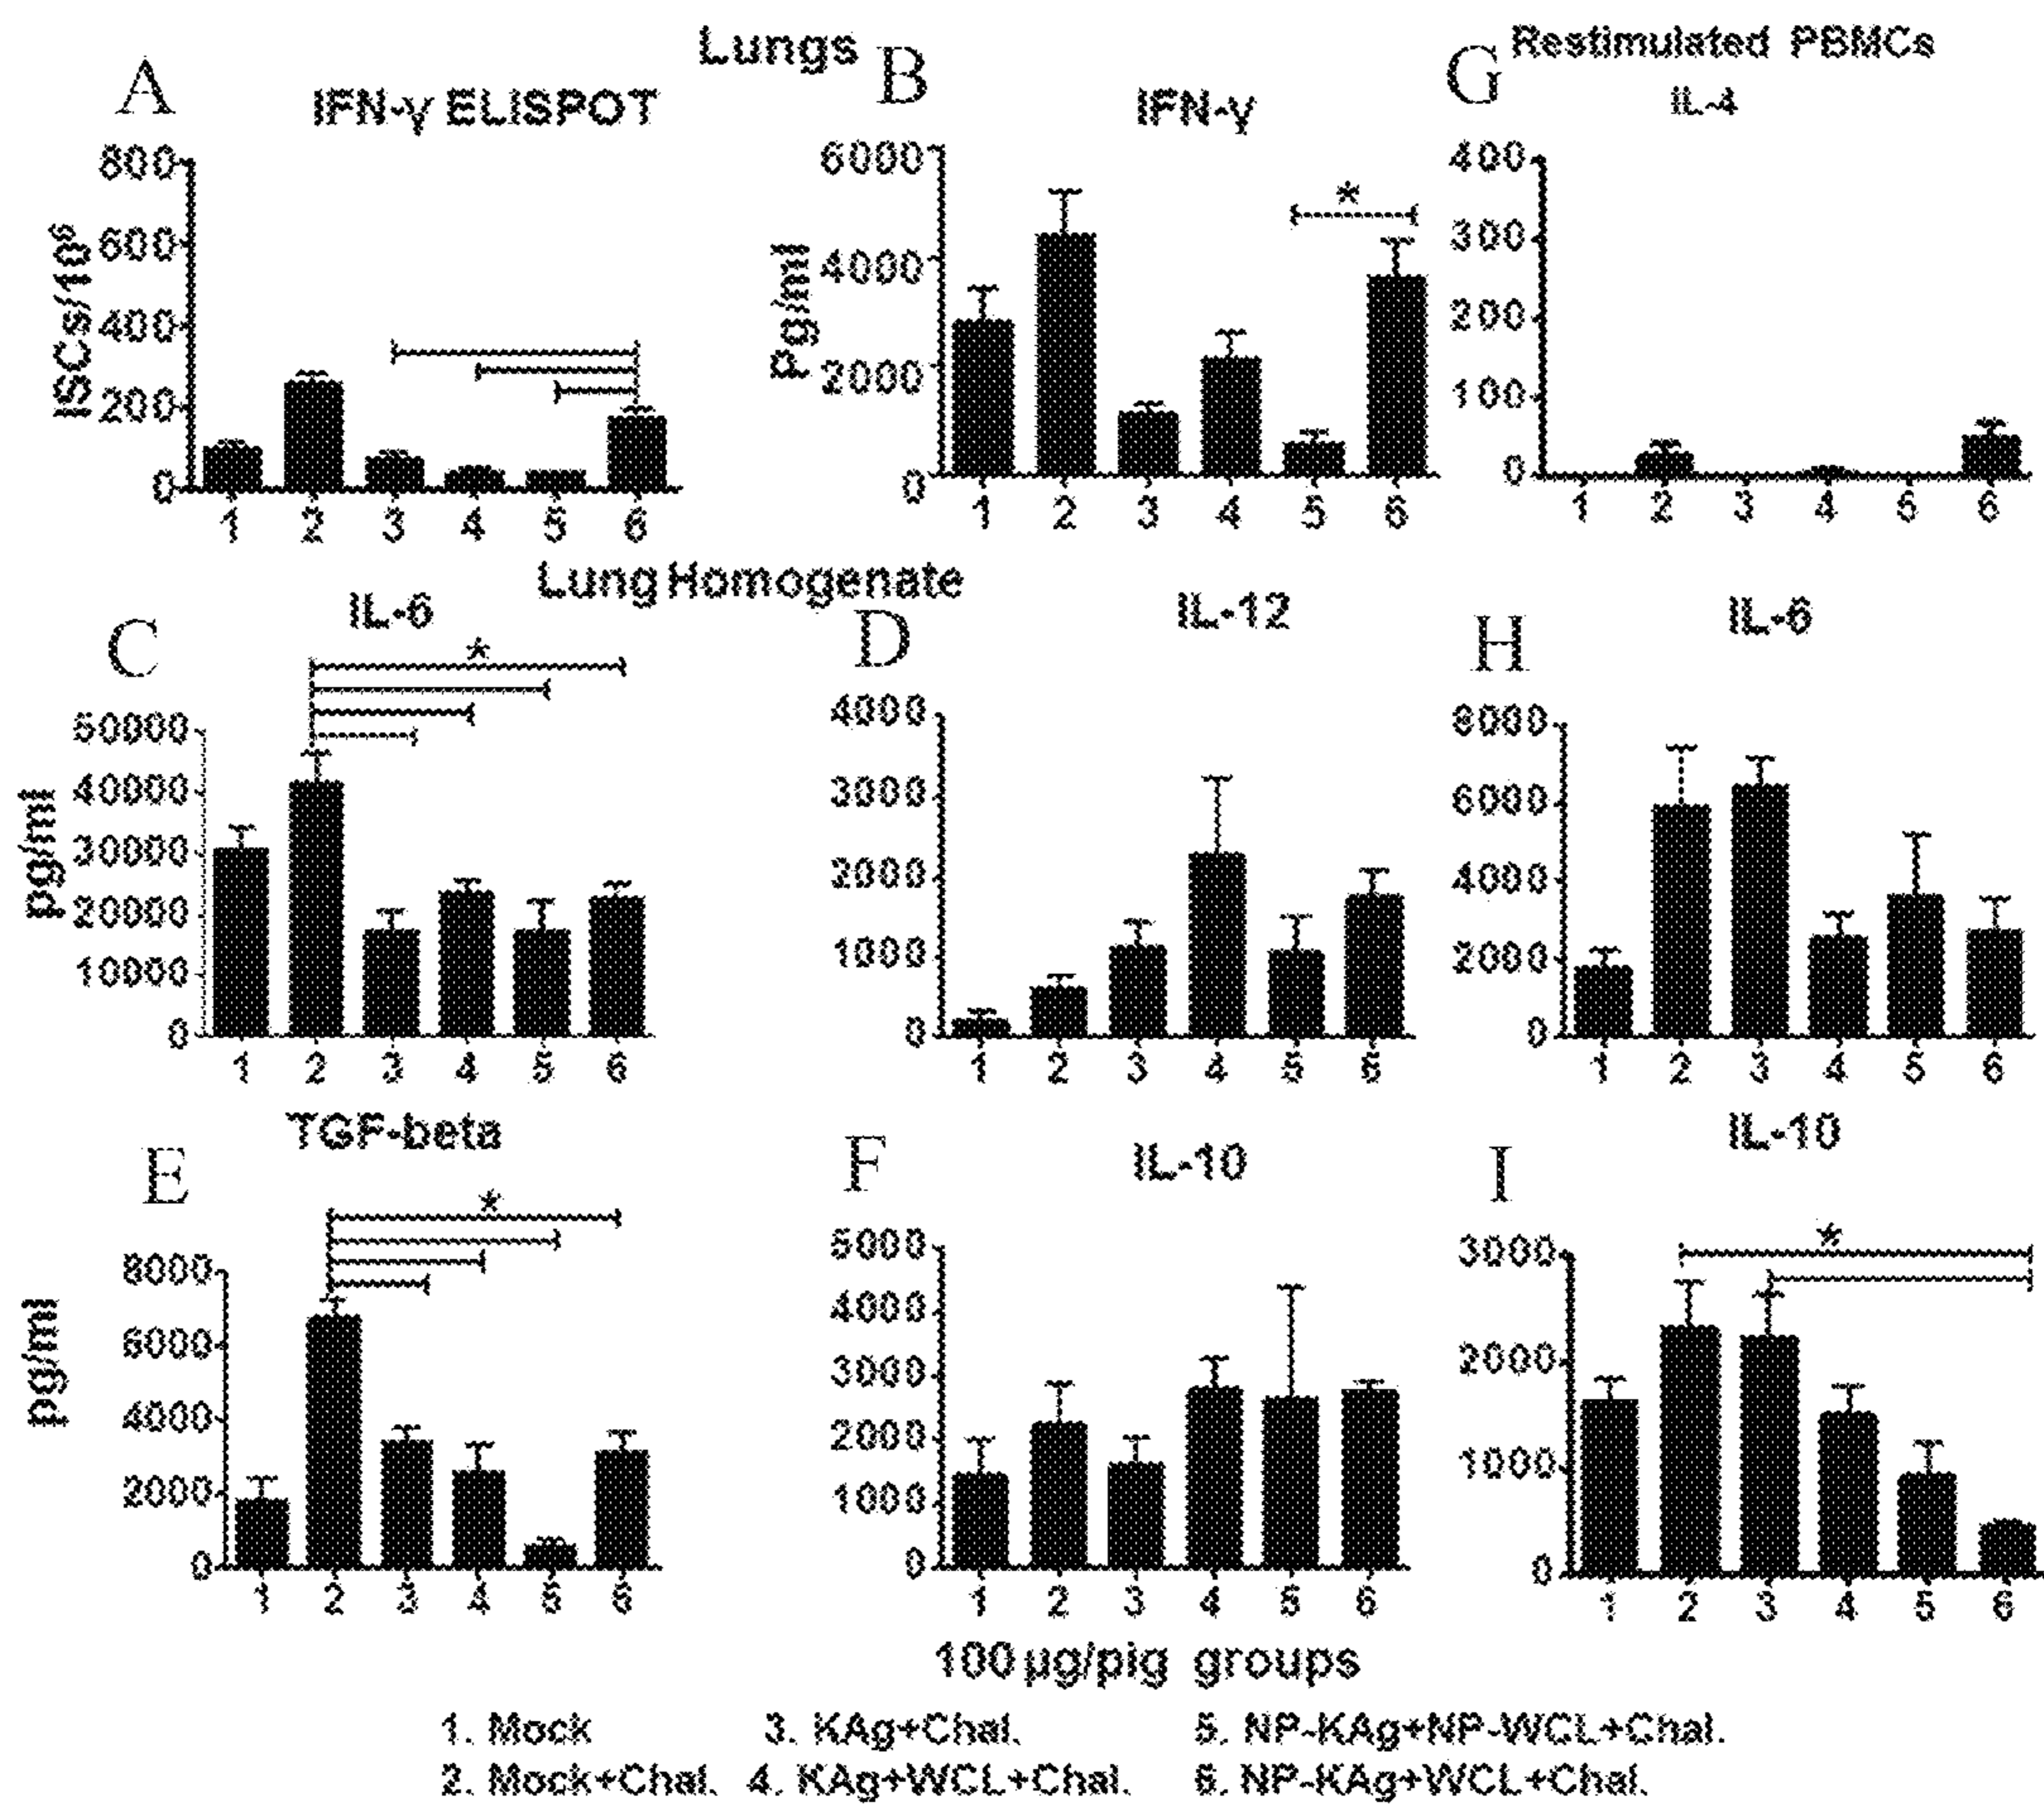 Lungs
Restimulated PBMCs
A
IFN-γ ELISPOT
ISCs/10⁶
800
600
400
200
0
1 2 3 4 5 6
B
IFN-γ
Pg/ml
6000
4000
2000
0
1 2 3 4 5 6
G
IL-4
400
300
200
100
0
1 2 3 4 5 6
Lung Homogenate
C
IL-6
*
pg/ml
50000
40000
30000
20000
10000
0
1 2 3 4 5 6
D
IL-12
4000
3000
2000
1000
0
1 2 3 4 5 6
H
IL-6
8000
6000
4000
2000
0
1 2 3 4 5 6
E
TGF-beta
*
pg/ml
8000
6000
4000
2000
0
1 2 3 4 5 6
F
IL-10
5000
4000
3000
2000
1000
0
1 2 3 4 5 6
I
IL-10
*
3000
2000
1000
0
1 2 3 4 5 6
100 µg/pig groups
1. Mock 3. KAg+Chal. 5. NP-KAg+NP-WCL+Chal.
2. Mock+Chal. 4. KAg+WCL+Chal. 6. NP-KAg+WCL+Chal.